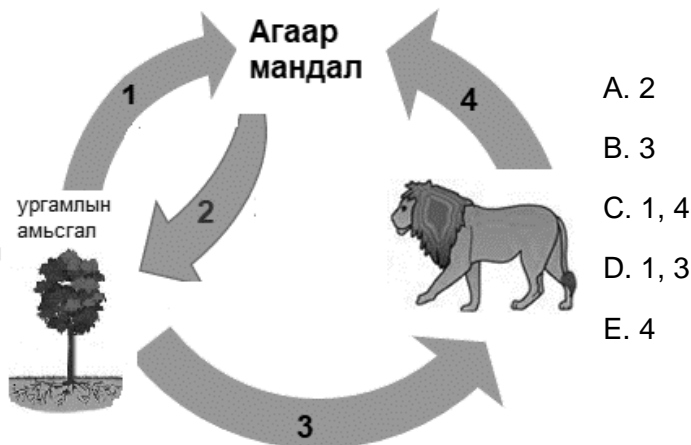 Агаар
мандал
1
4
2
ургамлын
амьсгал
3
A. 2
B. 3
C. 1, 4
D. 1, 3
E. 4